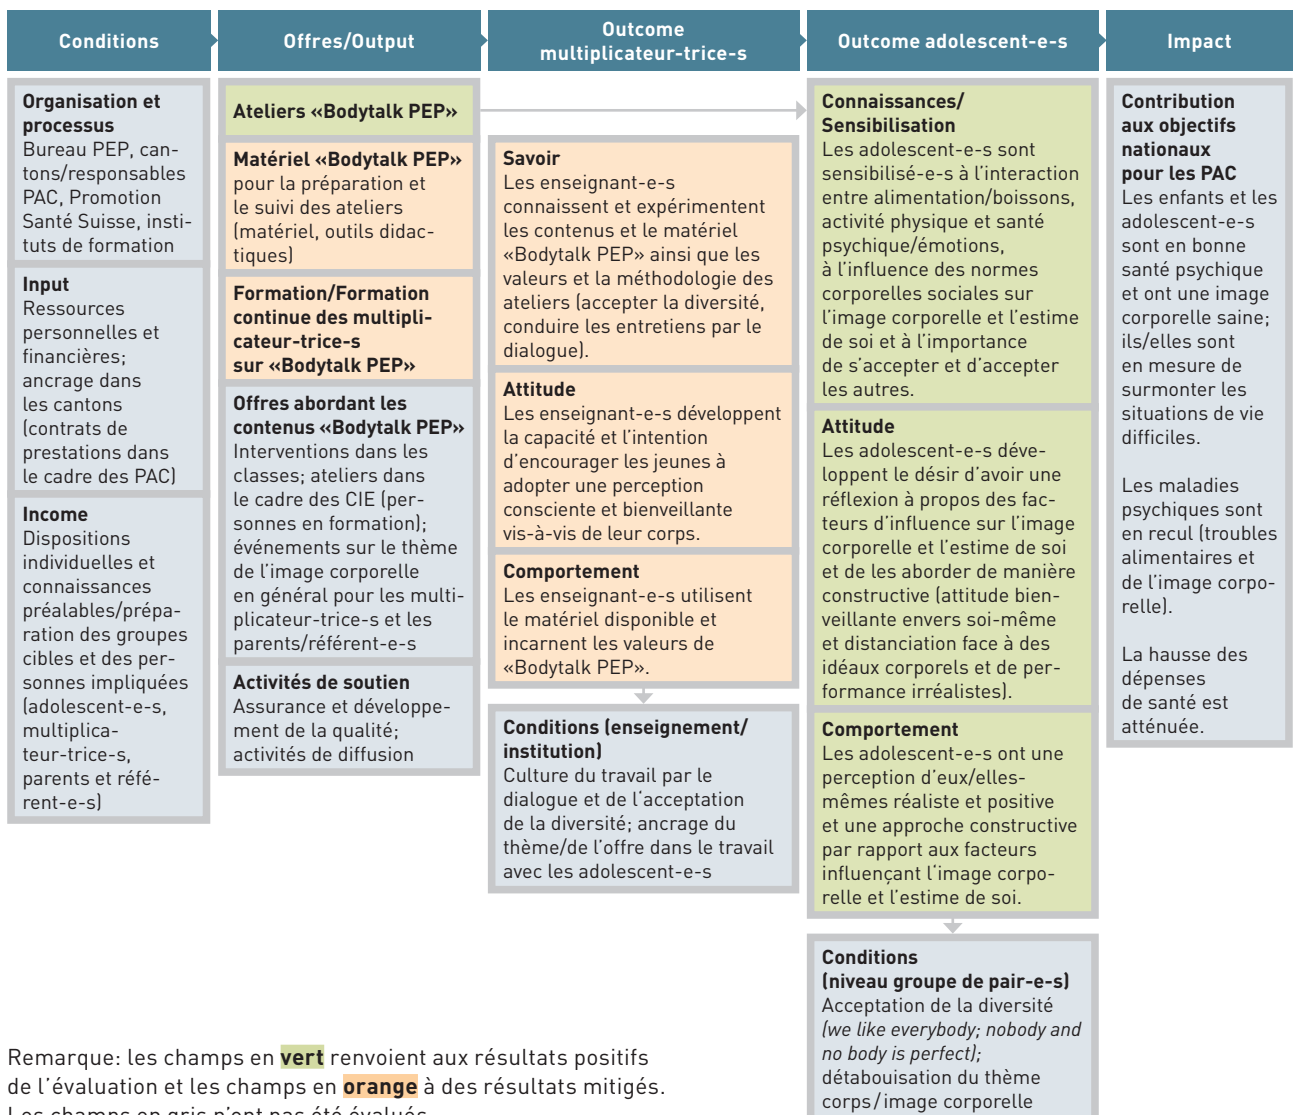 Conditions
Offres/Output
Outcome
multiplicateur-trice-s
Outcome adolescent-e-s
Impact
Organisation et
processus
Bureau PEP, can-
tons/responsables
PAC, Promotion
Santé Suisse, insti-
tuts de formation
Input
Ressources
personnelles et
financières;
ancrage dans
les cantons
(contrats de
prestations dans
le cadre des PAC)
Income
Dispositions
individuelles et
connaissances
préalables/prépa-
ration des groupes
cibles et des per-
sonnes impliquées
(adolescent-e-s,
multiplica-
teur-trice-s,
parents et réfé-
rent-e-s)
Ateliers «Bodytalk PEP»
Matériel «Bodytalk PEP»
pour la préparation et
le suivi des ateliers
(matériel, outils didac-
tiques)
Formation/Formation
continue des multipli-
cateur-trice-s
sur «Bodytalk PEP»
Offres abordant les
contenus «Bodytalk PEP»
Interventions dans les
classes; ateliers dans
le cadre des CIE (per-
sonnes en formation);
événements sur le thème
de l'image corporelle
en général pour les multi-
plicateur-trice-s et les
parents/référent-e-s
Activités de soutien
Assurance et développe-
ment de la qualité;
activités de diffusion
Savoir
Les enseignant-e-s
connaissent et expérimentent
les contenus et le matériel
«Bodytalk PEP» ainsi que les
valeurs et la méthodologie des
ateliers (accepter la diversité,
conduire les entretiens par le
dialogue).
Attitude
Les enseignant-e-s développent
la capacité et l'intention
d'encourager les jeunes à
adopter une perception
consciente et bienveillante
vis-à-vis de leur corps.
Comportement
Les enseignant-e-s utilisent
le matériel disponible et
incarnent les valeurs de
«Bodytalk PEP».
Conditions (enseignement/
institution)
Culture du travail par le
dialogue et de l'acceptation
de la diversité; ancrage du
thème/de l'offre dans le travail
avec les adolescent-e-s
Connaissances/
Sensibilisation
Les adolescent-e-s sont
sensibilisé-e-s à l'interaction
entre alimentation/boissons,
activité physique et santé
psychique/émotions,
à l'influence des normes
corporelles sociales sur
l'image corporelle et l'estime
de soi et à l'importance
de s'accepter et d'accepter
les autres.
Attitude
Les adolescent-e-s déve-
loppent le désir d'avoir une
réflexion à propos des fac-
teurs d'influence sur l'image
corporelle et l'estime de soi
et de les aborder de manière
constructive (attitude bien-
veillante envers soi-même
et distanciation face à des
idéaux corporels et de per-
formance irréalistes).
Comportement
Les adolescent-e-s ont une
perception d'eux/elles-
mêmes réaliste et positive
et une approche constructive
par rapport aux facteurs
influençant l'image corpo-
relle et l'estime de soi.
Conditions
(niveau groupe de pair-e-s)
Acceptation de la diversité
(we like everybody; nobody and
no body is perfect);
détabouisation du thème
corps/image corporelle
Contribution
aux objectifs
nationaux
pour les PAC
Les enfants et les
adolescent-e-s
sont en bonne
santé psychique
et ont une image
corporelle saine;
ils/elles sont
en mesure de
surmonter les
situations de vie
difficiles.
Les maladies
psychiques sont
en recul (troubles
alimentaires et
de l'image corpo-
relle).
La hausse des
dépenses
de santé est
atténuée.
Remarque: les champs en vert renvoient aux résultats positifs
de l'évaluation et les champs en orange à des résultats mitigés.
Les champs en gris n'ont pas été évalués